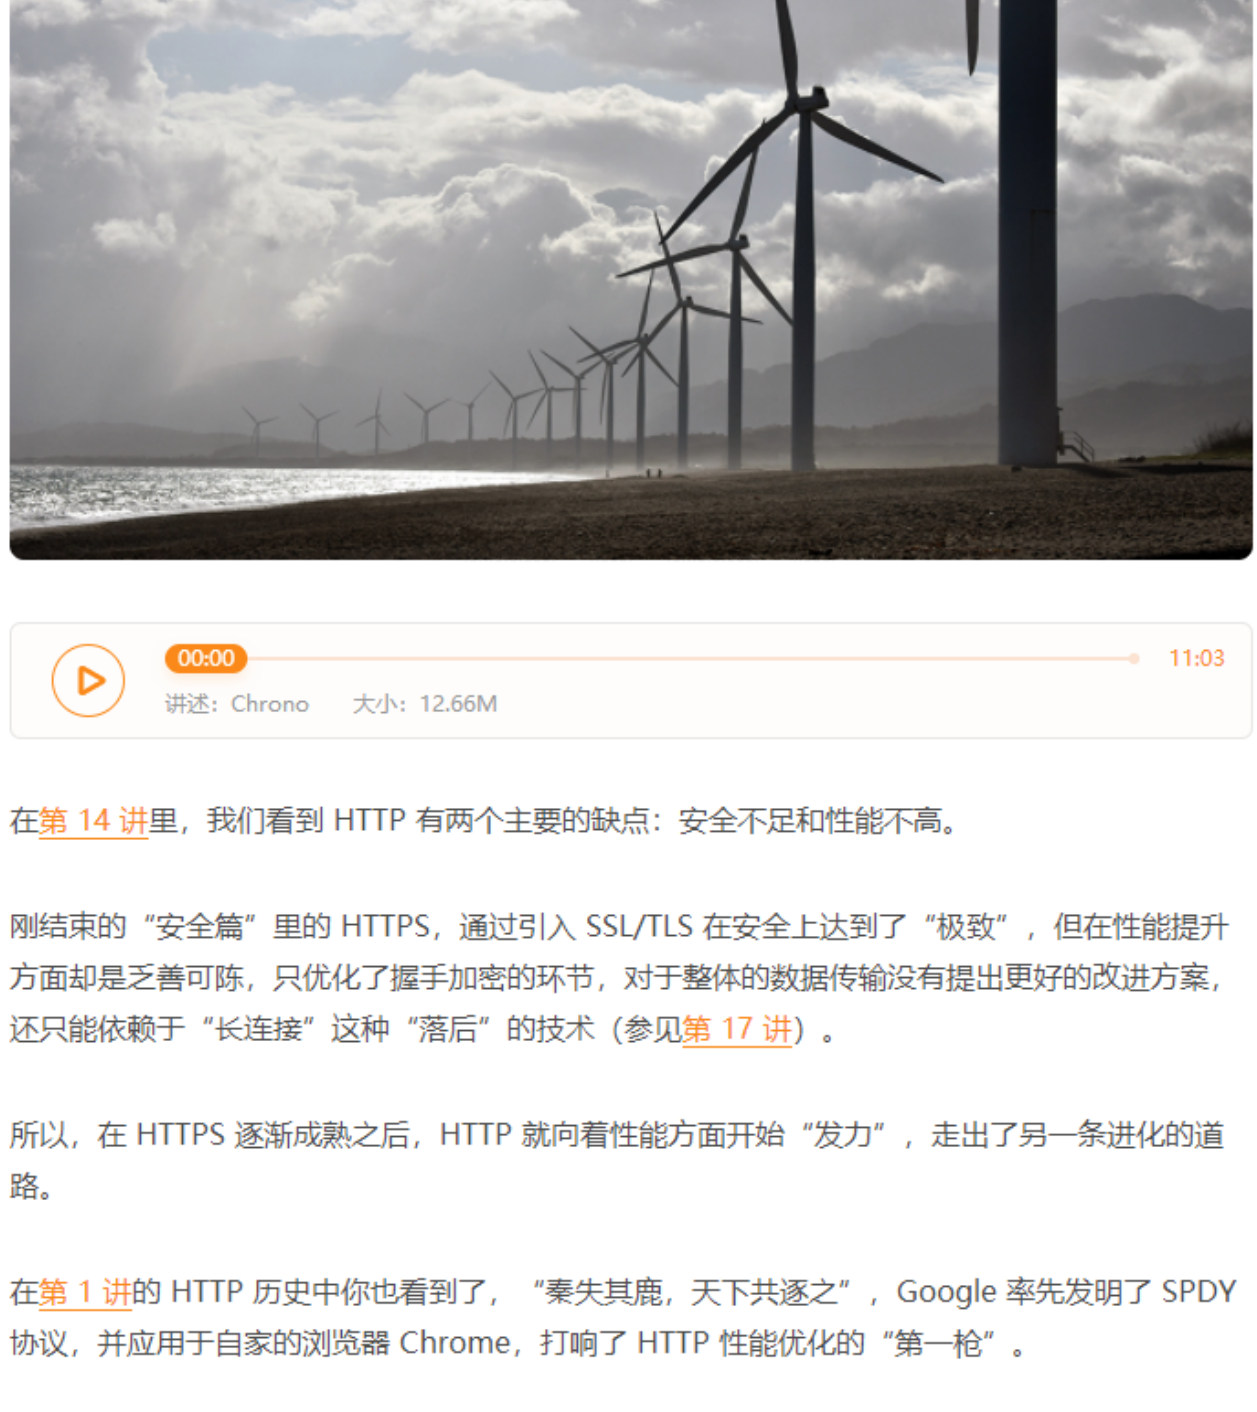 00:00
11:03
讲述：Chrono 大小：12.66M
在第 14 讲里，我们看到 HTTP 有两个主要的缺点：安全不足和性能不高。
刚结束的“安全篇”里的 HTTPS，通过引入 SSL/TLS 在安全上达到了“极致”，但在性能提升
方面却是乏善可陈，只优化了握手加密的环节，对于整体的数据传输没有提出更好的改进方案，
还只能依赖于“长连接”这种“落后”的技术（参见第 17 讲）。
所以，在 HTTPS 逐渐成熟之后，HTTP 就向着性能方面开始“发力”，走出了另一条进化的道
路。
在第 1 讲的 HTTP 历史中你也看到了，“秦失其鹿，天下共逐之”，Google 率先发明了 SPDY
协议，并应用于自家的浏览器 Chrome，打响了 HTTP 性能优化的“第一枪”。